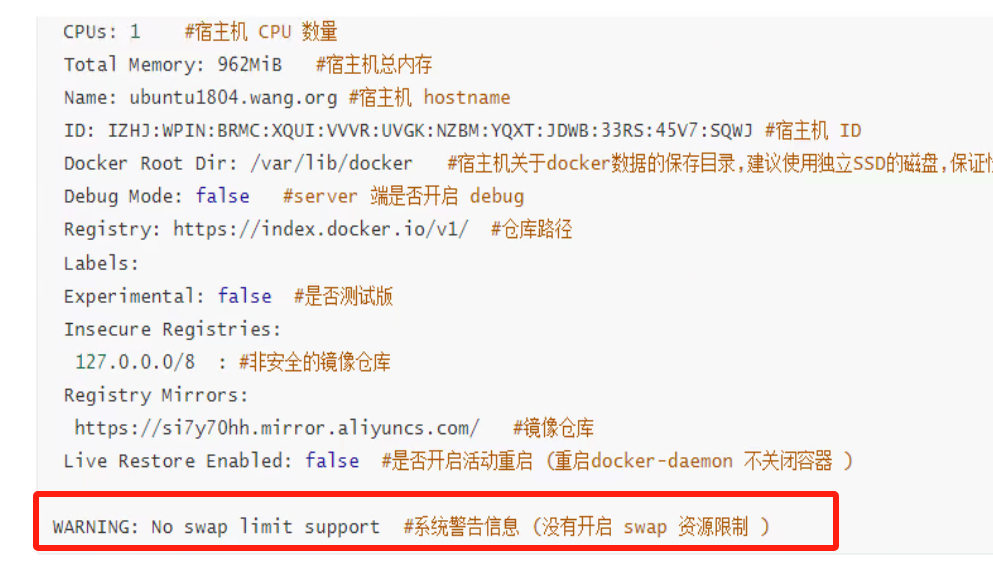 CPUs: 1    #宿主机 CPU 数量
Total Memory: 962MiB   #宿主机总内存
Name: ubuntu1804.wang.org #宿主机 hostname
ID: IZHJ:WPIN:BRMC:XQUI:VVVR:UVGK:NZBM:YQXT:JDWB:33RS:45V7:SQWJ #宿主机 ID
Docker Root Dir: /var/lib/docker   #宿主机关于docker数据的保存目录,建议使用独立SSD的磁盘,保证
Debug Mode: false   #server 端是否开启 debug
Registry: https://index.docker.io/v1/  #仓库路径
Labels:
Experimental: false  #是否测试版
Insecure Registries:
 127.0.0.0/8  : #非安全的镜像仓库
Registry Mirrors:
 https://si7y70hh.mirror.aliyuncs.com/   #镜像仓库
Live Restore Enabled: false  #是否开启活动重启 (重启docker-daemon 不关闭容器 )
WARNING: No swap limit support  #系统警告信息 (没有开启 swap 资源限制 )